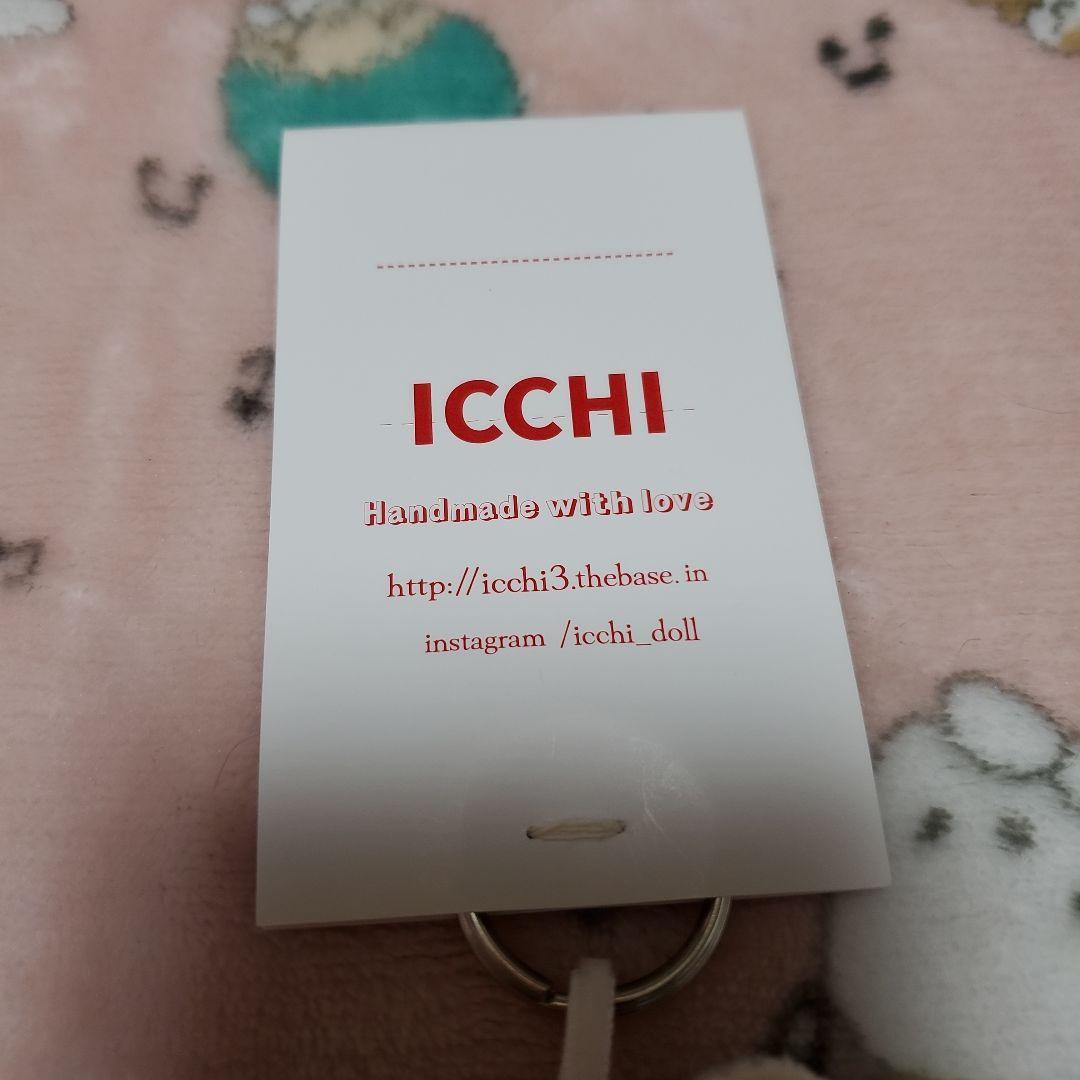 ICCHI
Handmade with love
http://icchi3.thebase.in
instagram /icchi_doll